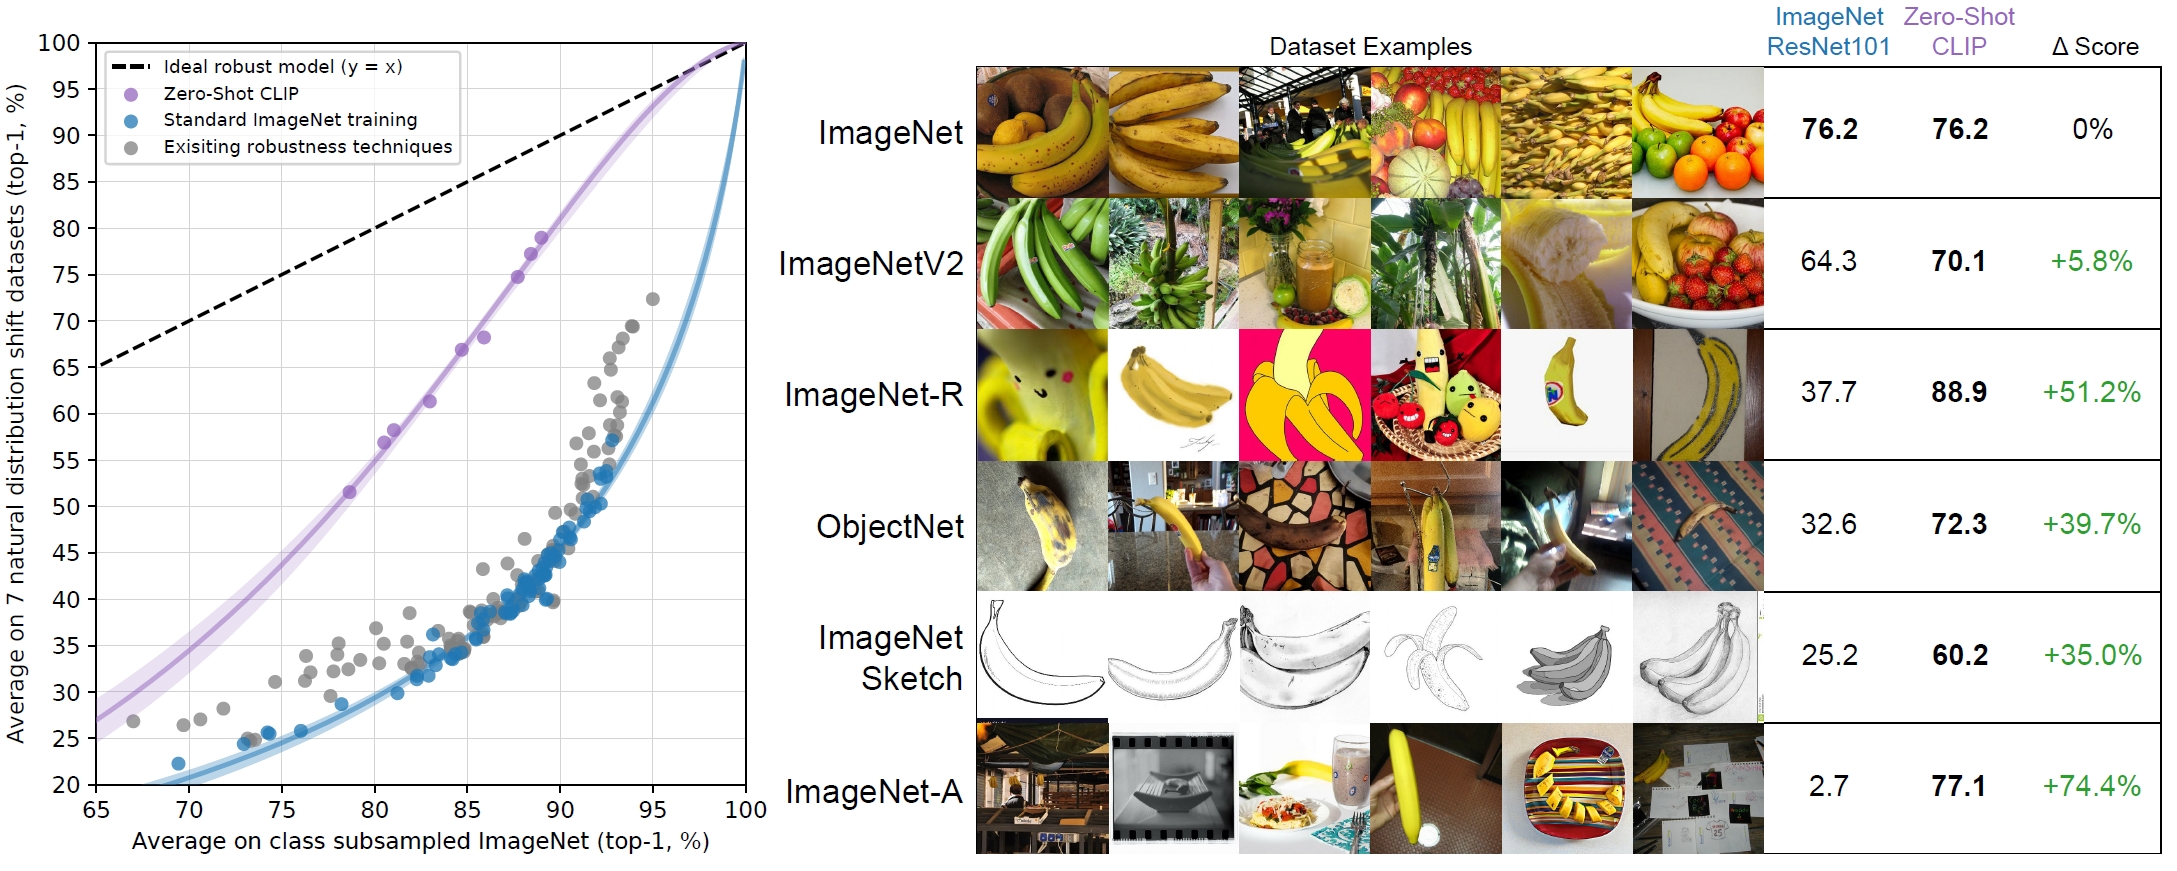 100
95
90
85
80
75
70
65
60
55
50
45
40
35
30
25
20
65 70 75 80 85 90 95 100
Average on 7 natural distribution shift datasets (top-1, %)
Average on class subsampled ImageNet (top-1, %)
Ideal robust model (y = x)
Zero-Shot CLIP
Standard ImageNet training
Exisiting robustness techniques
Dataset Examples
ImageNet
ResNet101
Zero-Shot
CLIP
Δ Score
ImageNet 76.2 76.2 0%
ImageNetV2 64.3 70.1 +5.8%
ImageNet-R 37.7 88.9 +51.2%
ObjectNet 32.6 72.3 +39.7%
ImageNet
Sketch
25.2 60.2 +35.0%
ImageNet-A 2.7 77.1 +74.4%